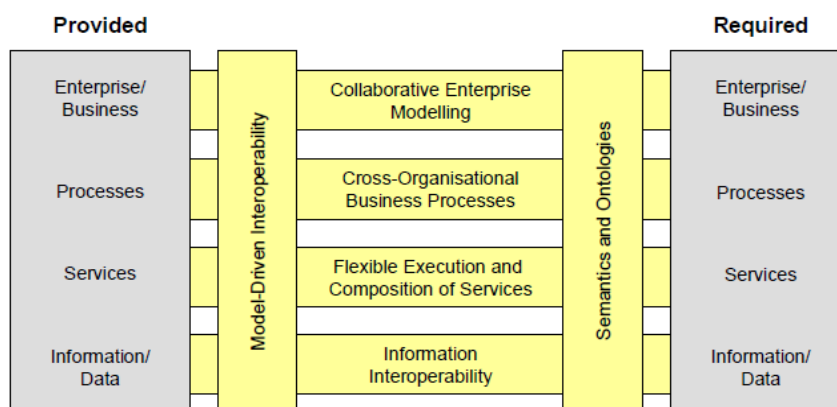 Provided
Required
Enterprise/
Business
Processes
Services
Information/
Data
Model-Driven Interoperability
Collaborative Enterprise
Modelling
Cross-Organisational
Business Processes
Flexible Execution and
Composition of Services
Information
Interoperability
Semantics and Ontologies
Enterprise/
Business
Processes
Services
Information/
Data